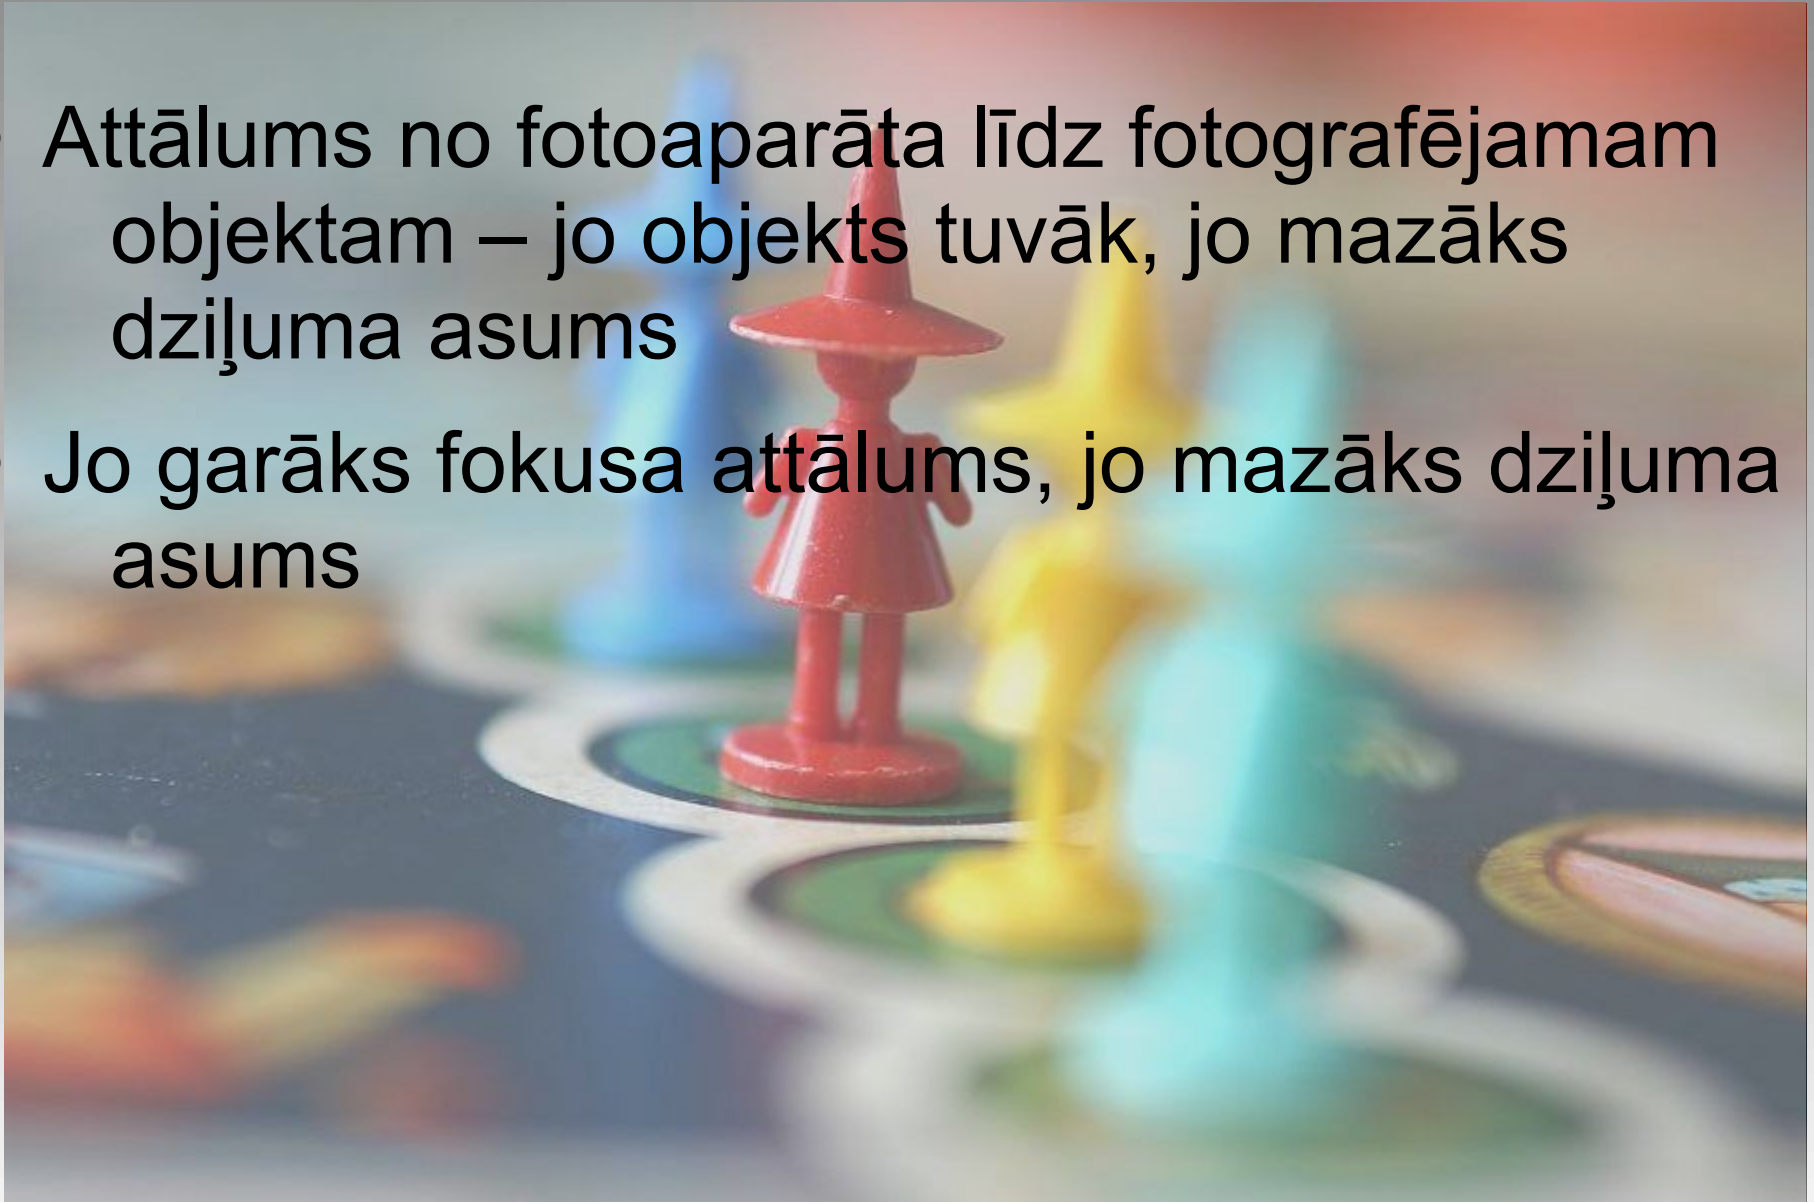 Attālums no fotoaparāta līdz fotografējamam
objektam – jo objekts tuvāk, jo mazāks
dziļuma asums
Jo garāks fokusa attālums, jo mazāks dziļuma
asums